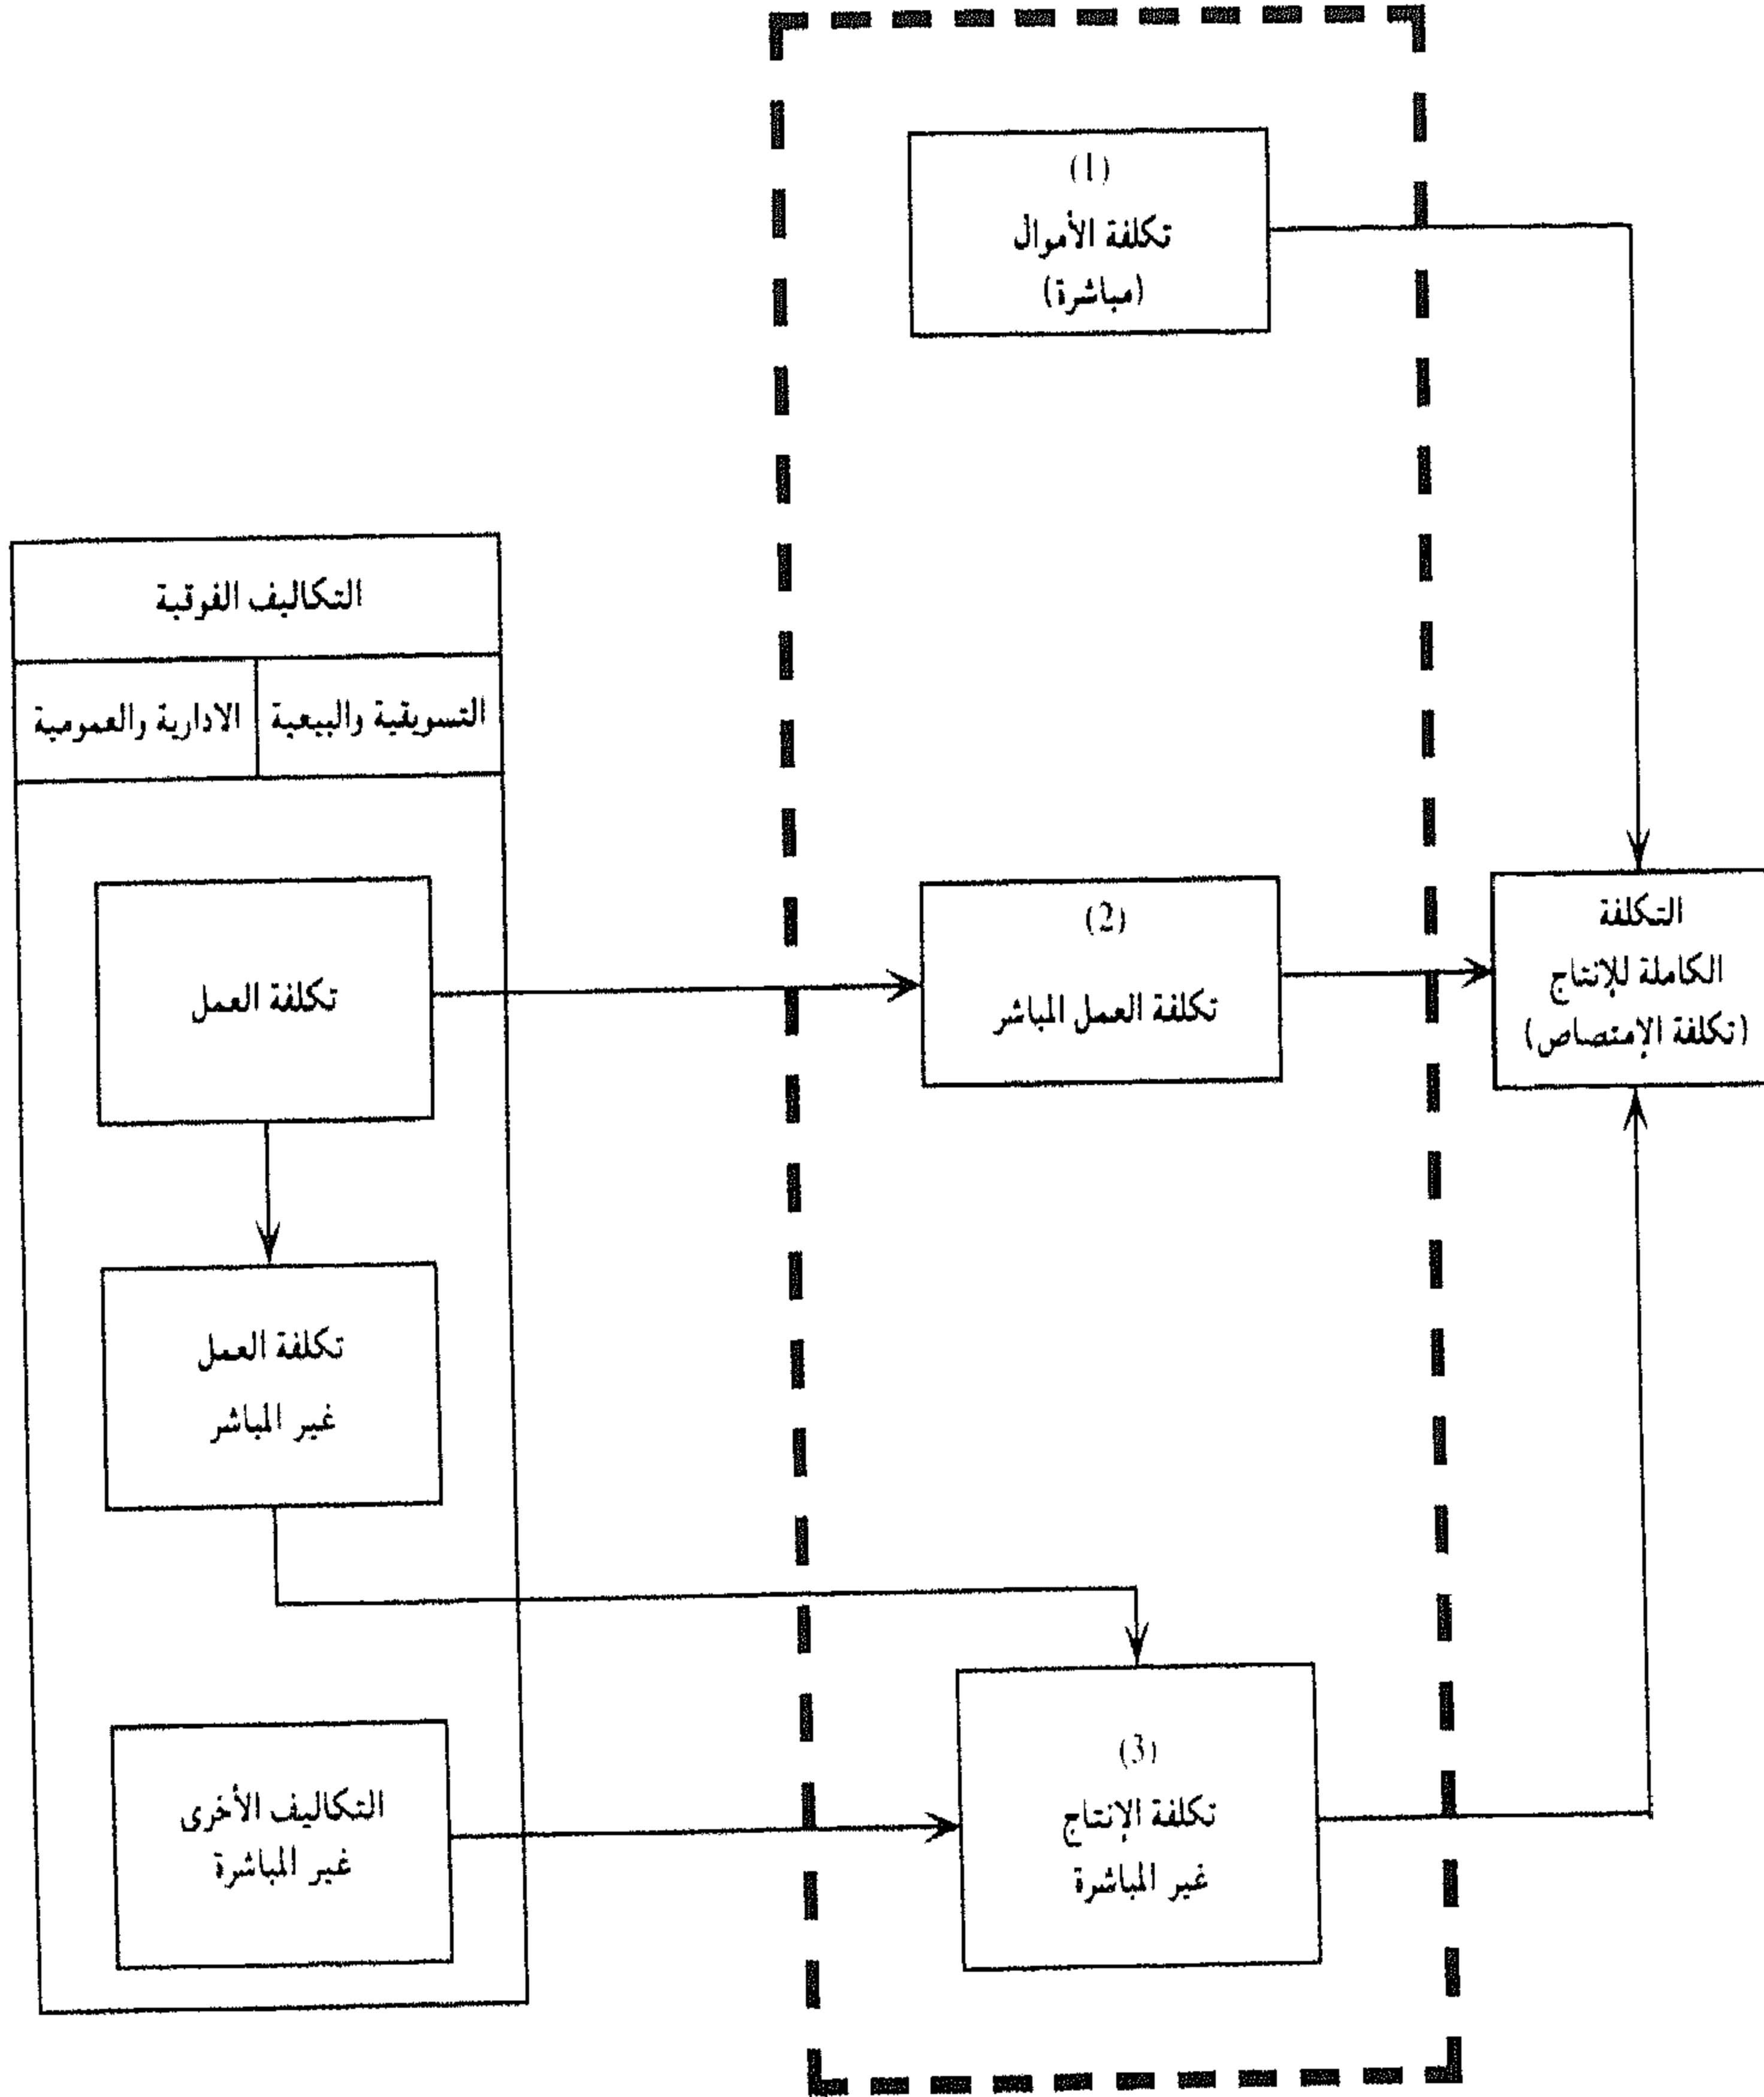 (1)
تكلفة الأموال
(مباشرة)
التكاليف الفوقية
التسويقية والبيعية
الادارية والعمومية
تكلفة العمل
(2)
تكلفة العمل المباشر
التكلفة
الكاملة للإنتاج
(تكلفة الإمتصاص)
تكلفة العمل
غير المباشر
(3)
تكلفة الإنتاج
غير المباشرة
التكاليف الأخرى
غير المباشرة